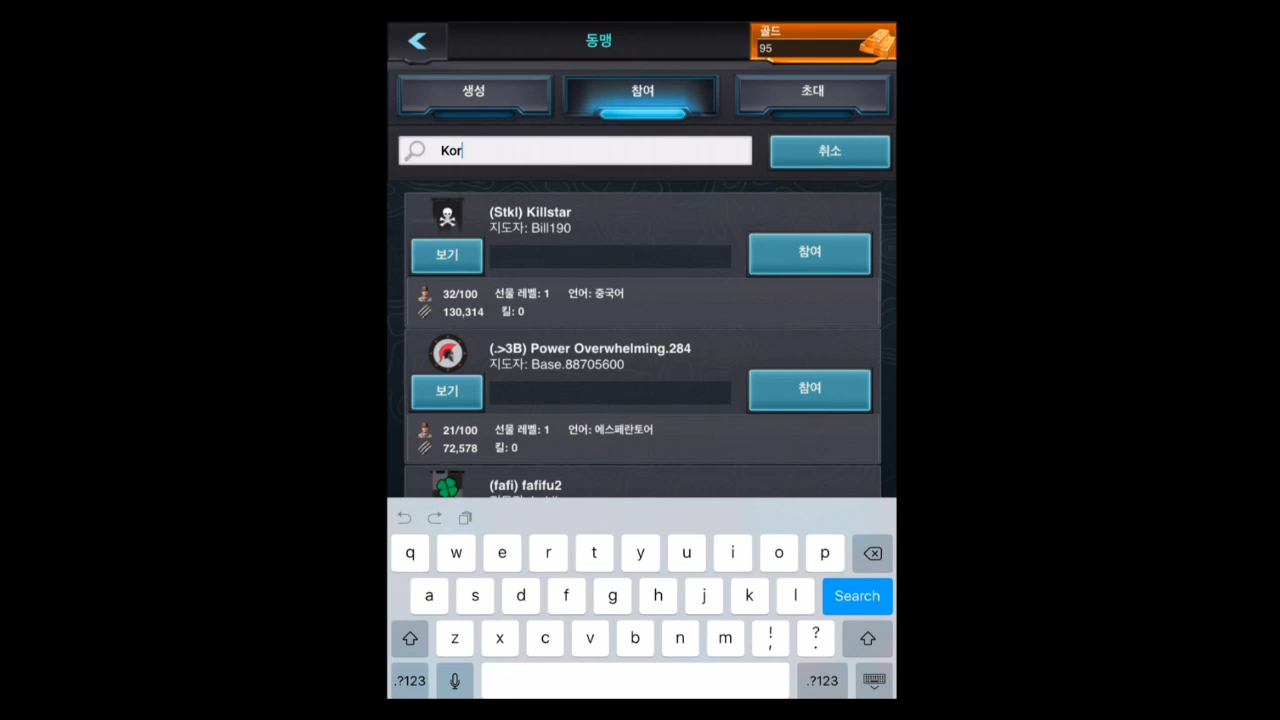 동맹
골드
95
생성
참여
초대
Kor
취소
(Stkl) Killstar
지도자: Bill190
보기
참여
32/100 선물 레벨: 1 언어: 중국어
130,314 킬: 0
(.>3B) Power Overwhelming.284
지도자: Base.88705600
보기
참여
21/100 선물 레벨: 1 언어: 에스페란토어
72,578 킬: 0
(fafi) fafifu2
q w e r t y u i o p
a s d f g h j k l Search
z x c v b n m ! , ? .
.?123 .?123